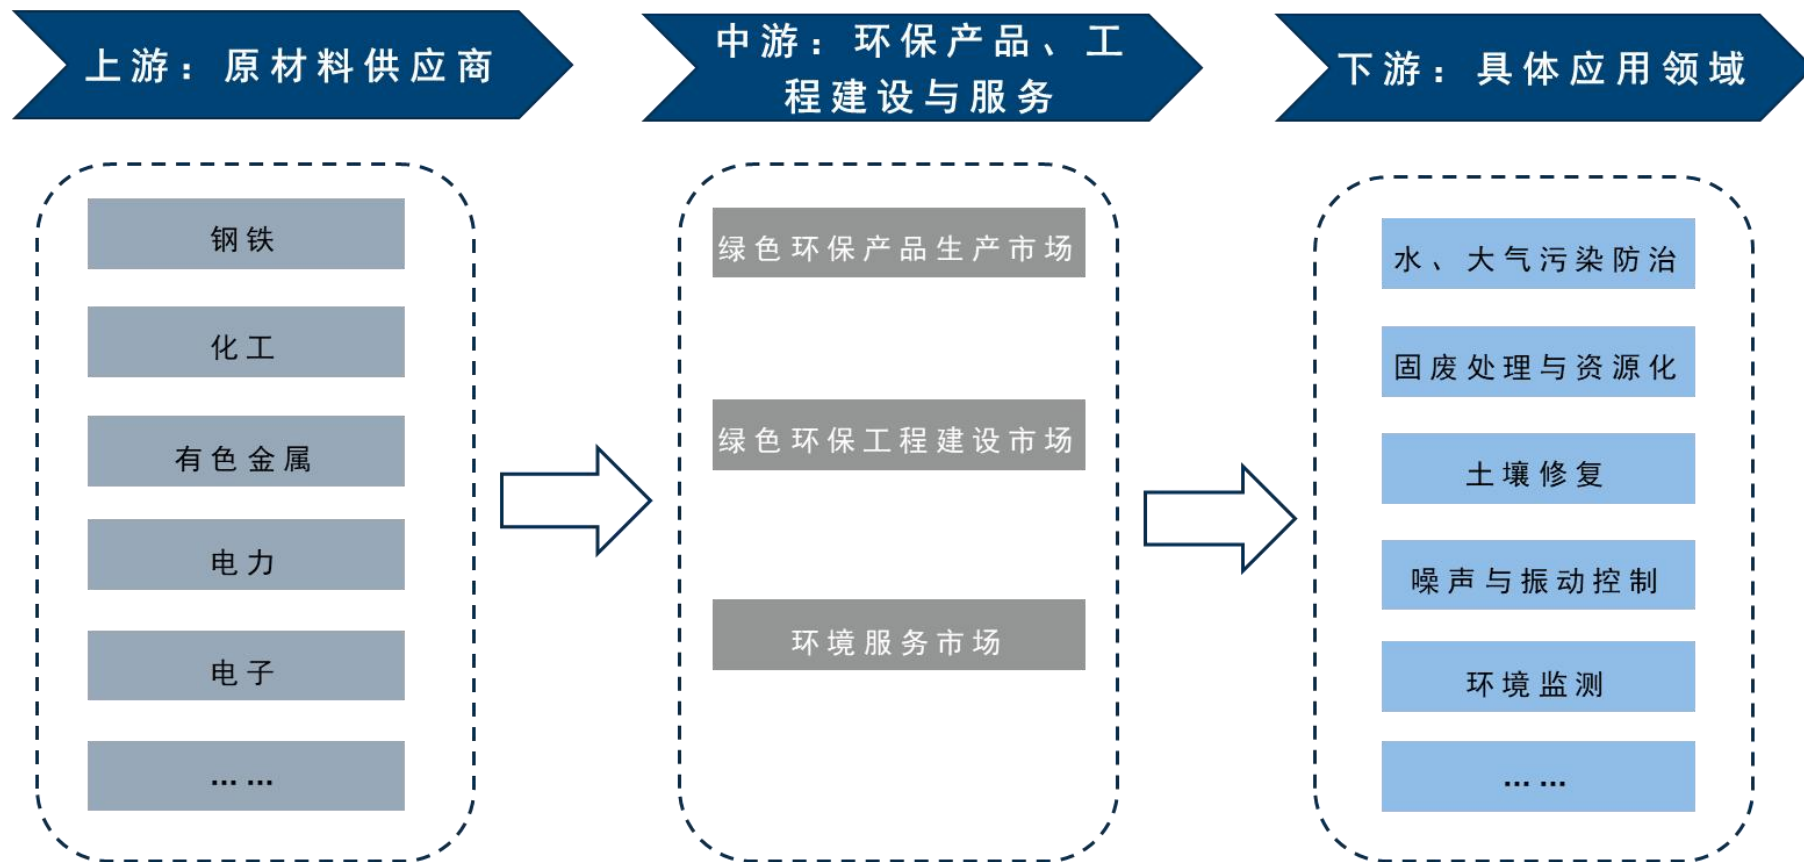 上游：原材料供应商
中游：环保产品、工
程建设与服务
下游：具体应用领域
钢铁
化工
有色金属
电力
电子
……
绿色环保产品生产市场
绿色环保工程建设市场
环境服务市场
水、大气污染防治
固废处理与资源化
土壤修复
噪声与振动控制
环境监测
……